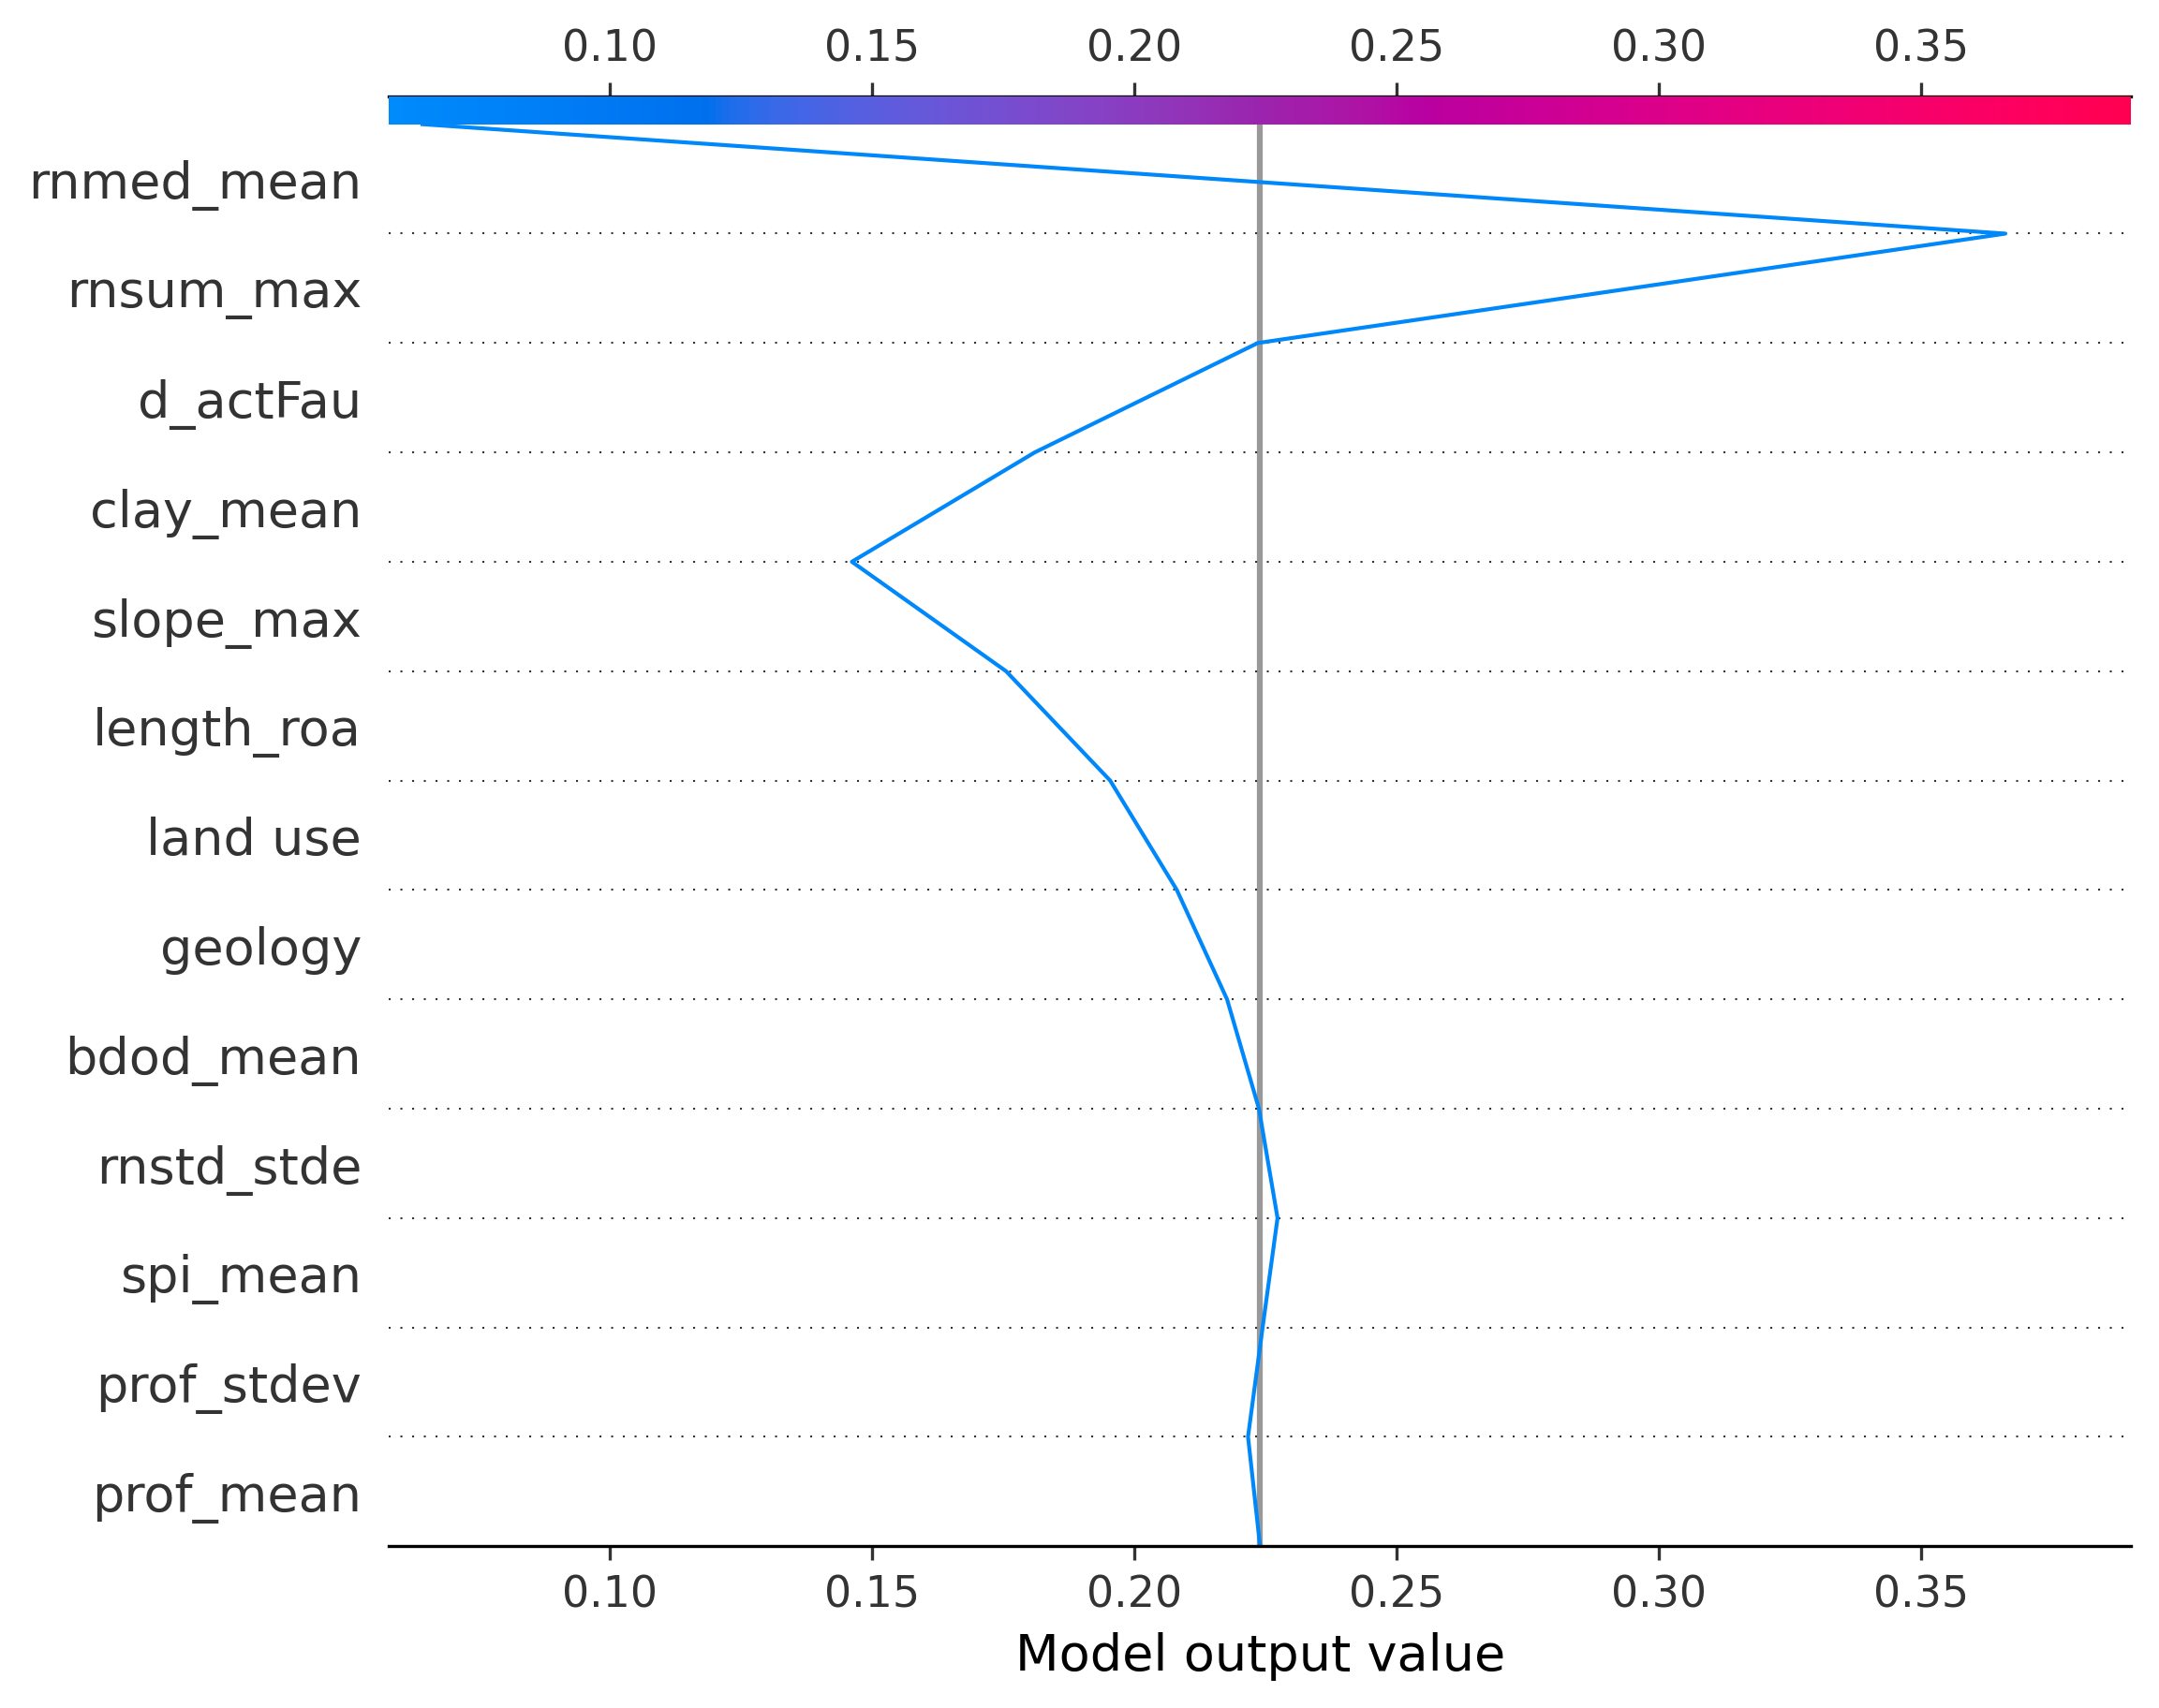 0.10 0.15 0.20 0.25 0.30 0.35
rnmed_mean
rnsum_max
d_actFau
clay_mean
slope_max
length_roa
land use
geology
bdod_mean
rnstd_stde
spi_mean
prof_stdev
prof_mean
0.10 0.15 0.20 0.25 0.30 0.35
Model output value